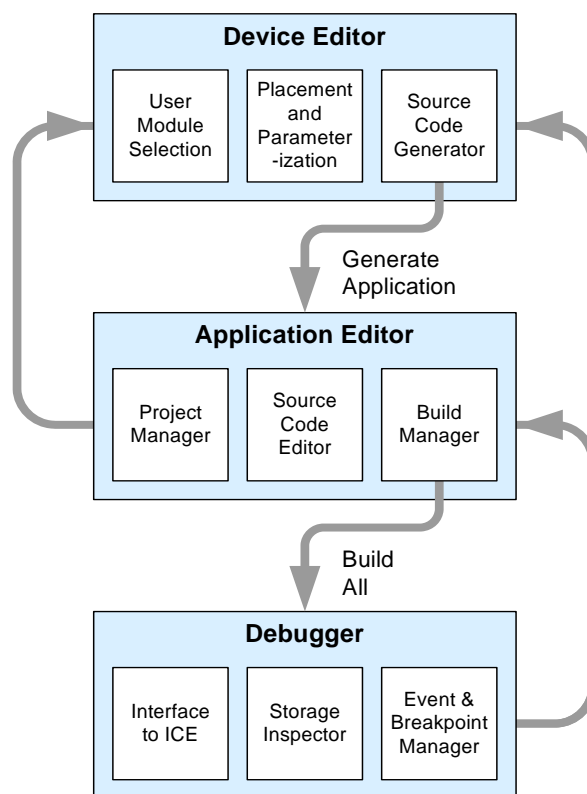 Device Editor
User
Module
Selection
Placement
and
Parameter
-ization
Source
Code
Generator
Generate
Application
Application Editor
Project
Manager
Source
Code
Editor
Build
Manager
Build
All
Debugger
Interface
to ICE
Storage
Inspector
Event &
Breakpoint
Manager